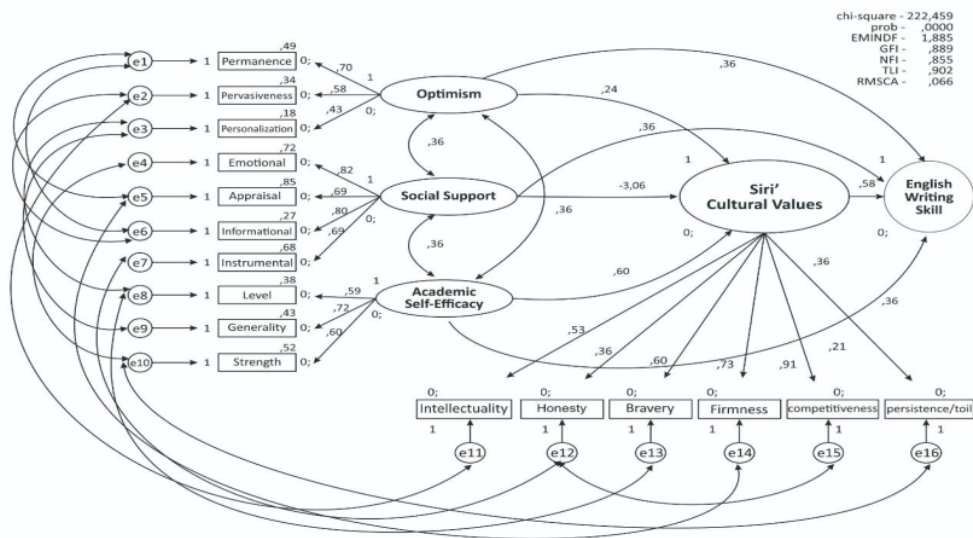 chi-square - 222,459
prob - ,0000
EMINDF - 1,885
GFI - ,889
NFI - ,855
TLI - ,902
RMSCA - ,066
,49
e1 1 Permanence 0;
,34
e2 1 Pervasiveness 0;
,18
e3 1 Personalization 0;
,72
e4 1 Emotional 0;
,85
e5 1 Appraisal 0;
,27
e6 1 Informational 0;
,68
e7 1 Instrumental 0;
,38
e8 1 Level 0;
,43
e9 1 Generality 0;
,52
e10 1 Strength 0;
,70
,58
,43
1
0;
Optimism
,36
,82
,69
,80
,69
1
0;
Social Support
,36
,59
,72
,60
1
0;
Academic
Self-Efficacy
,36
,36
,24
,36
-3,06
,60
,36
1
0;
Siri’
Cultural Values
,58
1
0;
English
Writing
Skill
,53
,36
,60
,73
,91
,21
,36
0; 0; 0; 0; 0; 0;
Intellectuality Honesty Bravery Firmness competitiveness persistence/toil
1 1 1 1 1 1
e11 e12 e13 e14 e15 e16